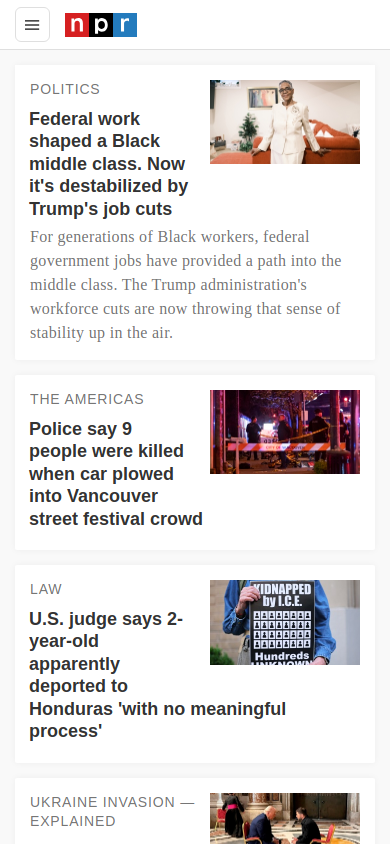 npr
POLITICS
Federal work
shaped a Black
middle class. Now
it's destabilized by
Trump's job cuts
For generations of Black workers, federal
government jobs have provided a path into the
middle class. The Trump administration's
workforce cuts are now throwing that sense of
stability up in the air.
THE AMERICAS
Police say 9
people were killed
when car plowed
into Vancouver
street festival crowd
LAW
U.S. judge says 2-
year-old
apparently
deported to
Honduras 'with no meaningful
process'
KIDNAPPED
by I.C.E.
Hundreds
UNKNOWN
UKRAINE INVASION —
EXPLAINED